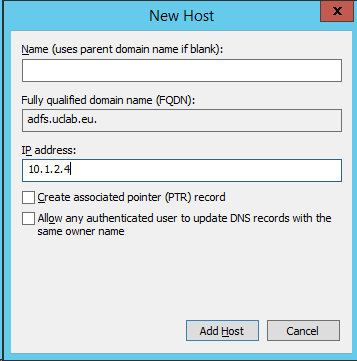 New Host
x
Name (uses parent domain name if blank):
Fully qualified domain name (FQDN):
adfs.uclab.eu.
IP address:
10.1.2.4
Create associated pointer (PTR) record
Allow any authenticated user to update DNS records with the
same owner name
Add Host
Cancel